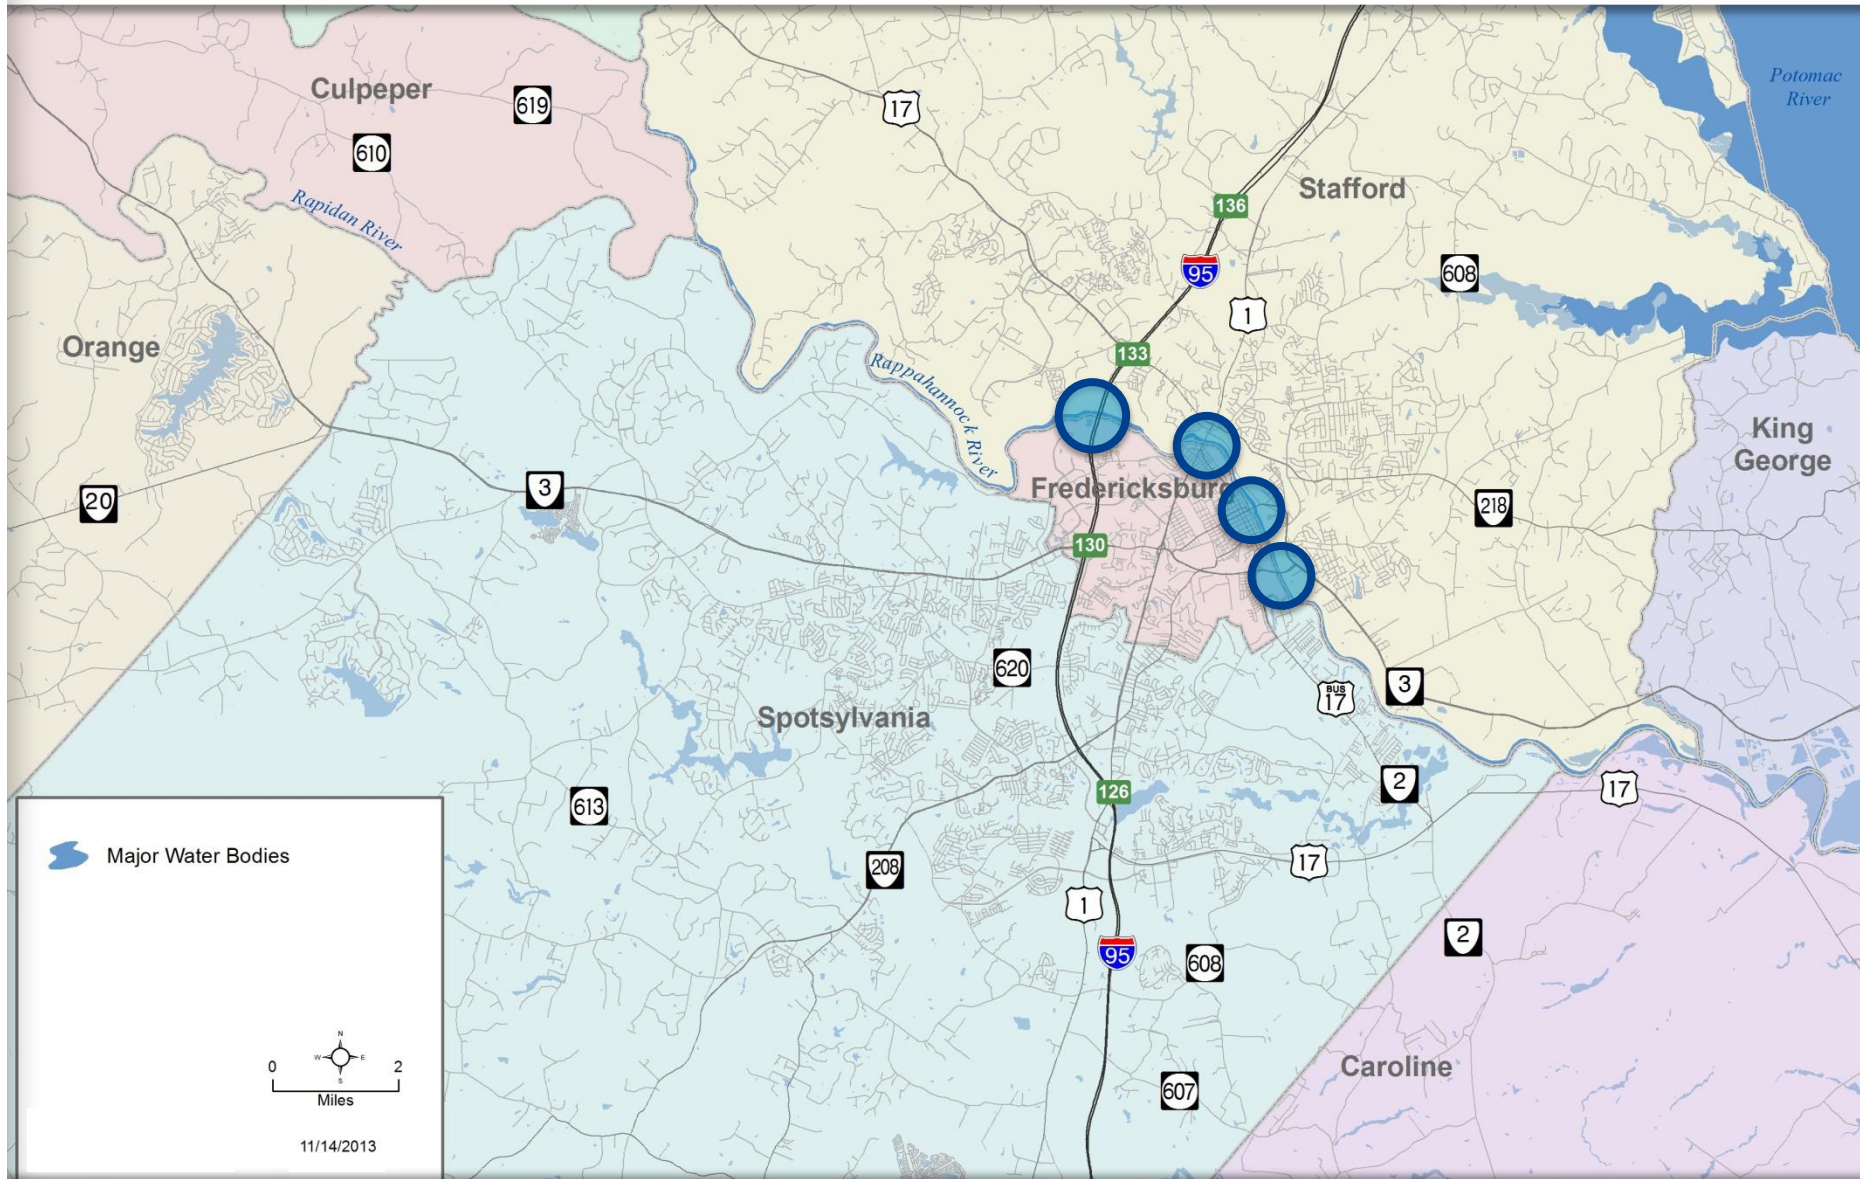 Potomac
River
Culpeper
619
17
610
Stafford
136
Rapidan River
95
608
1
Orange
133
Rappahannock River
King
George
Fredericksburg
3
20
218
130
620
3
BUS
17
Spotsylvania
126
2
17
613
Major Water Bodies
17
208
1
2
95
608
N
W
E
S
0
2
Miles
Caroline
607
11/14/2013